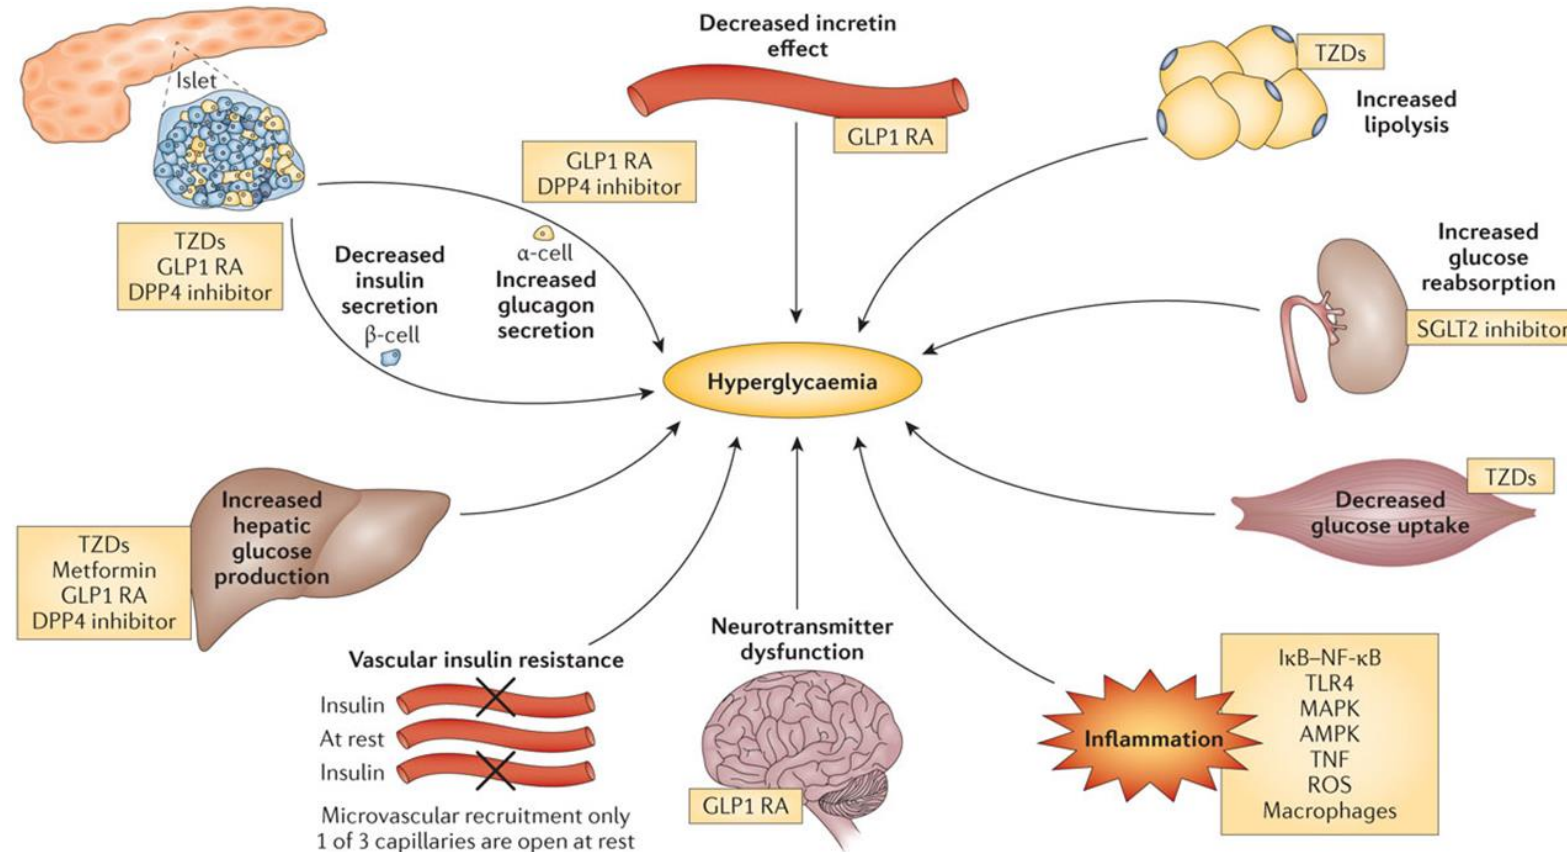 Islet
TZDs
GLP1 RA
DPP4 inhibitor
Decreased
insulin
secretion
β-cell
GLP1 RA
DPP4 inhibitor
α-cell
Increased
glucagon
secretion
Decreased incretin
effect
GLP1 RA
TZDs
Increased
lipolysis
Increased
glucose
reabsorption
SGLT2 inhibitor
Hyperglycaemia
TZDs
Decreased
glucose uptake
Increased
hepatic
glucose
production
TZDs
Metformin
GLP1 RA
DPP4 inhibitor
Vascular insulin resistance
Insulin
At rest
Insulin
Microvascular recruitment only
1 of 3 capillaries are open at rest
Neurotransmitter
dysfunction
GLP1 RA
Inflammation
IκB–NF-κB
TLR4
MAPK
AMPK
TNF
ROS
Macrophages